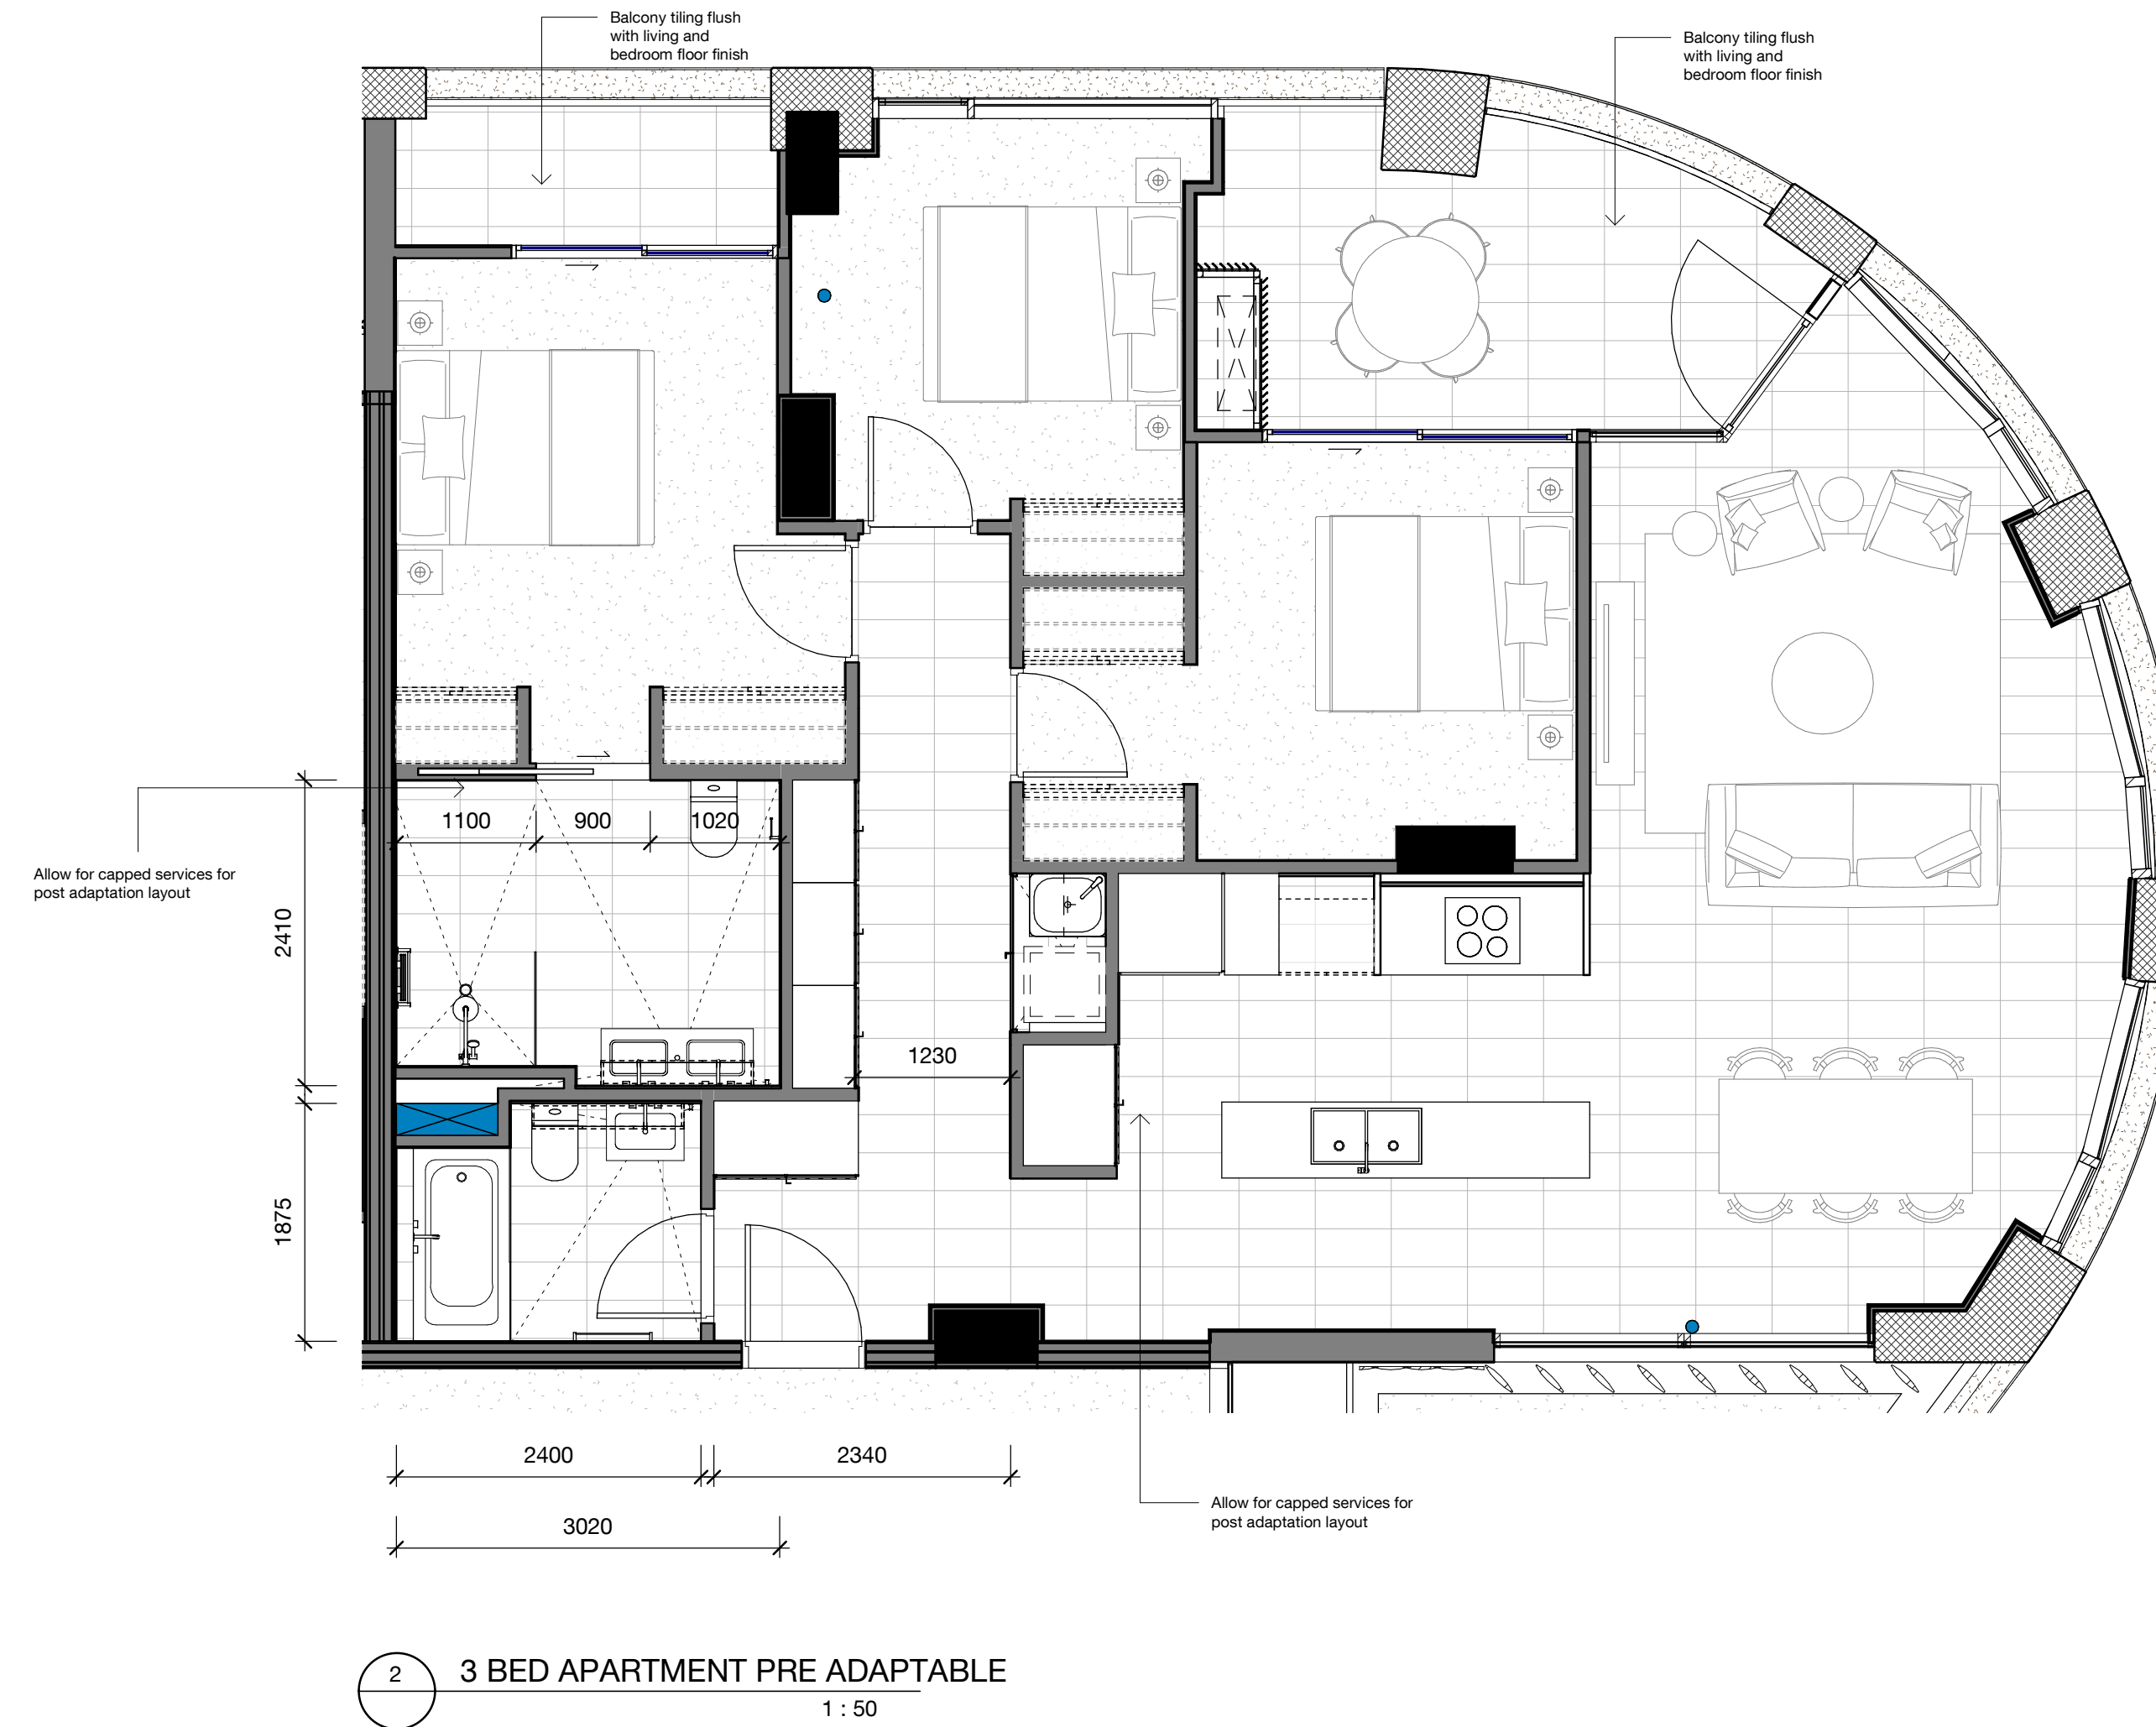 Balcony tiling flush
with living and
bedroom floor finish
Balcony tiling flush
with living and
bedroom floor finish
1100
900
1020
Allow for capped services for
post adaptation layout
2410
1230
1875
2400
2340
Allow for capped services for
post adaptation layout
3020
2
3 BED APARTMENT PRE ADAPTABLE
1 : 50